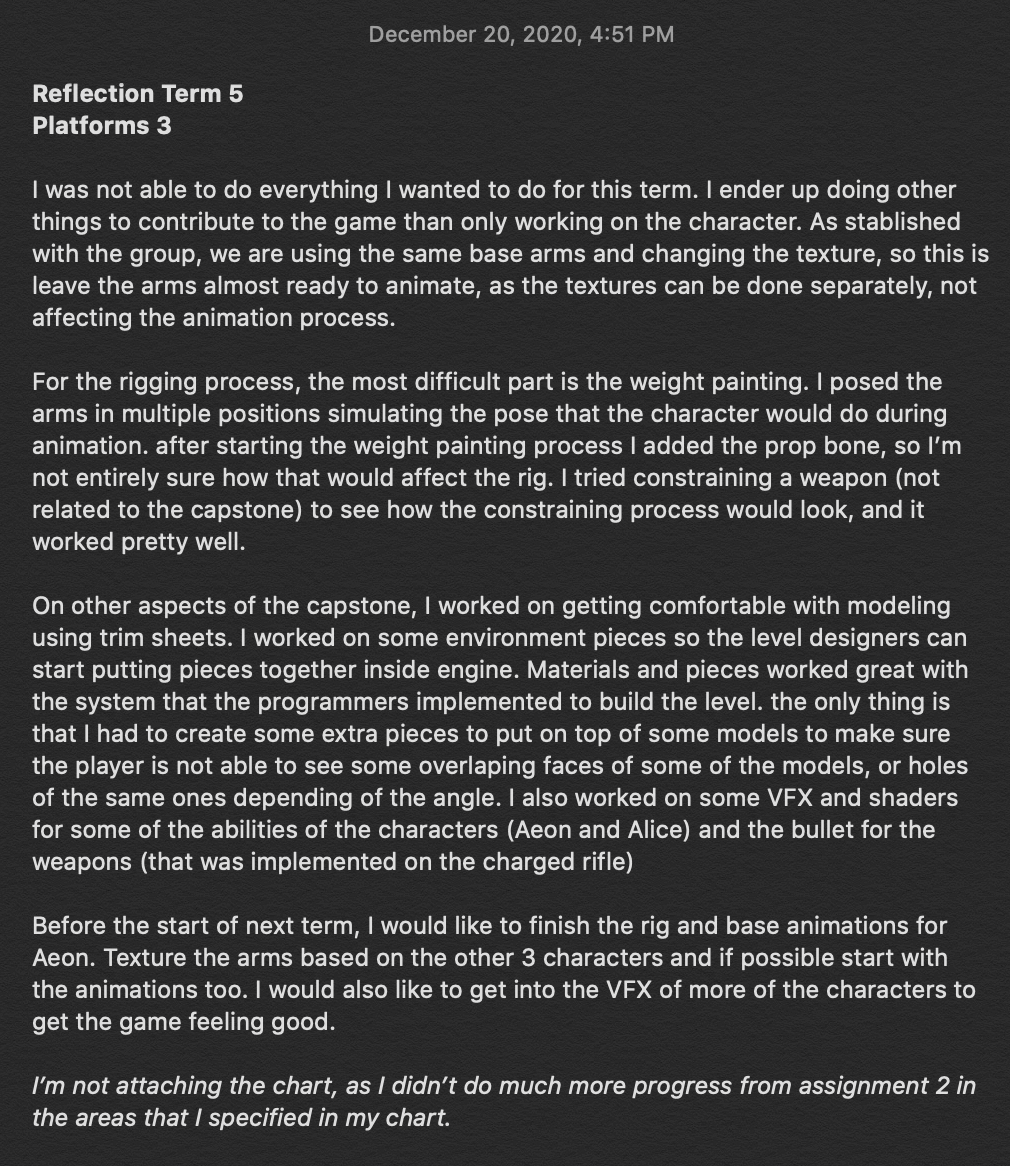 December 20, 2020, 4:51 PM
Reflection Term 5
Platforms 3
I was not able to do everything I wanted to do for this term. I ender up doing other
things to contribute to the game than only working on the character. As stablished
with the group, we are using the same base arms and changing the texture, so this is
leave the arms almost ready to animate, as the textures can be done separately, not
affecting the animation process.
For the rigging process, the most difficult part is the weight painting. I posed the
arms in multiple positions simulating the pose that the character would do during
animation. after starting the weight painting process I added the prop bone, so I’m
not entirely sure how that would affect the rig. I tried constraining a weapon (not
related to the capstone) to see how the constraining process would look, and it
worked pretty well.
On other aspects of the capstone, I worked on getting comfortable with modeling
using trim sheets. I worked on some environment pieces so the level designers can
start putting pieces together inside engine. Materials and pieces worked great with
the system that the programmers implemented to build the level. the only thing is
that I had to create some extra pieces to put on top of some models to make sure
the player is not able to see some overlaping faces of some of the models, or holes
of the same ones depending of the angle. I also worked on some VFX and shaders
for some of the abilities of the characters (Aeon and Alice) and the bullet for the
weapons (that was implemented on the charged rifle)
Before the start of next term, I would like to finish the rig and base animations for
Aeon. Texture the arms based on the other 3 characters and if possible start with
the animations too. I would also like to get into the VFX of more of the characters to
get the game feeling good.
I’m not attaching the chart, as I didn’t do much more progress from assignment 2 in
the areas that I specified in my chart.